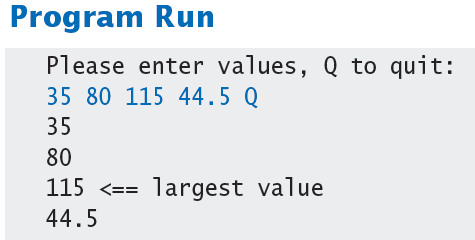 Program Run
Please enter values, Q to quit:
35 80 115 44.5 Q
35
80
115 <== largest value
44.5